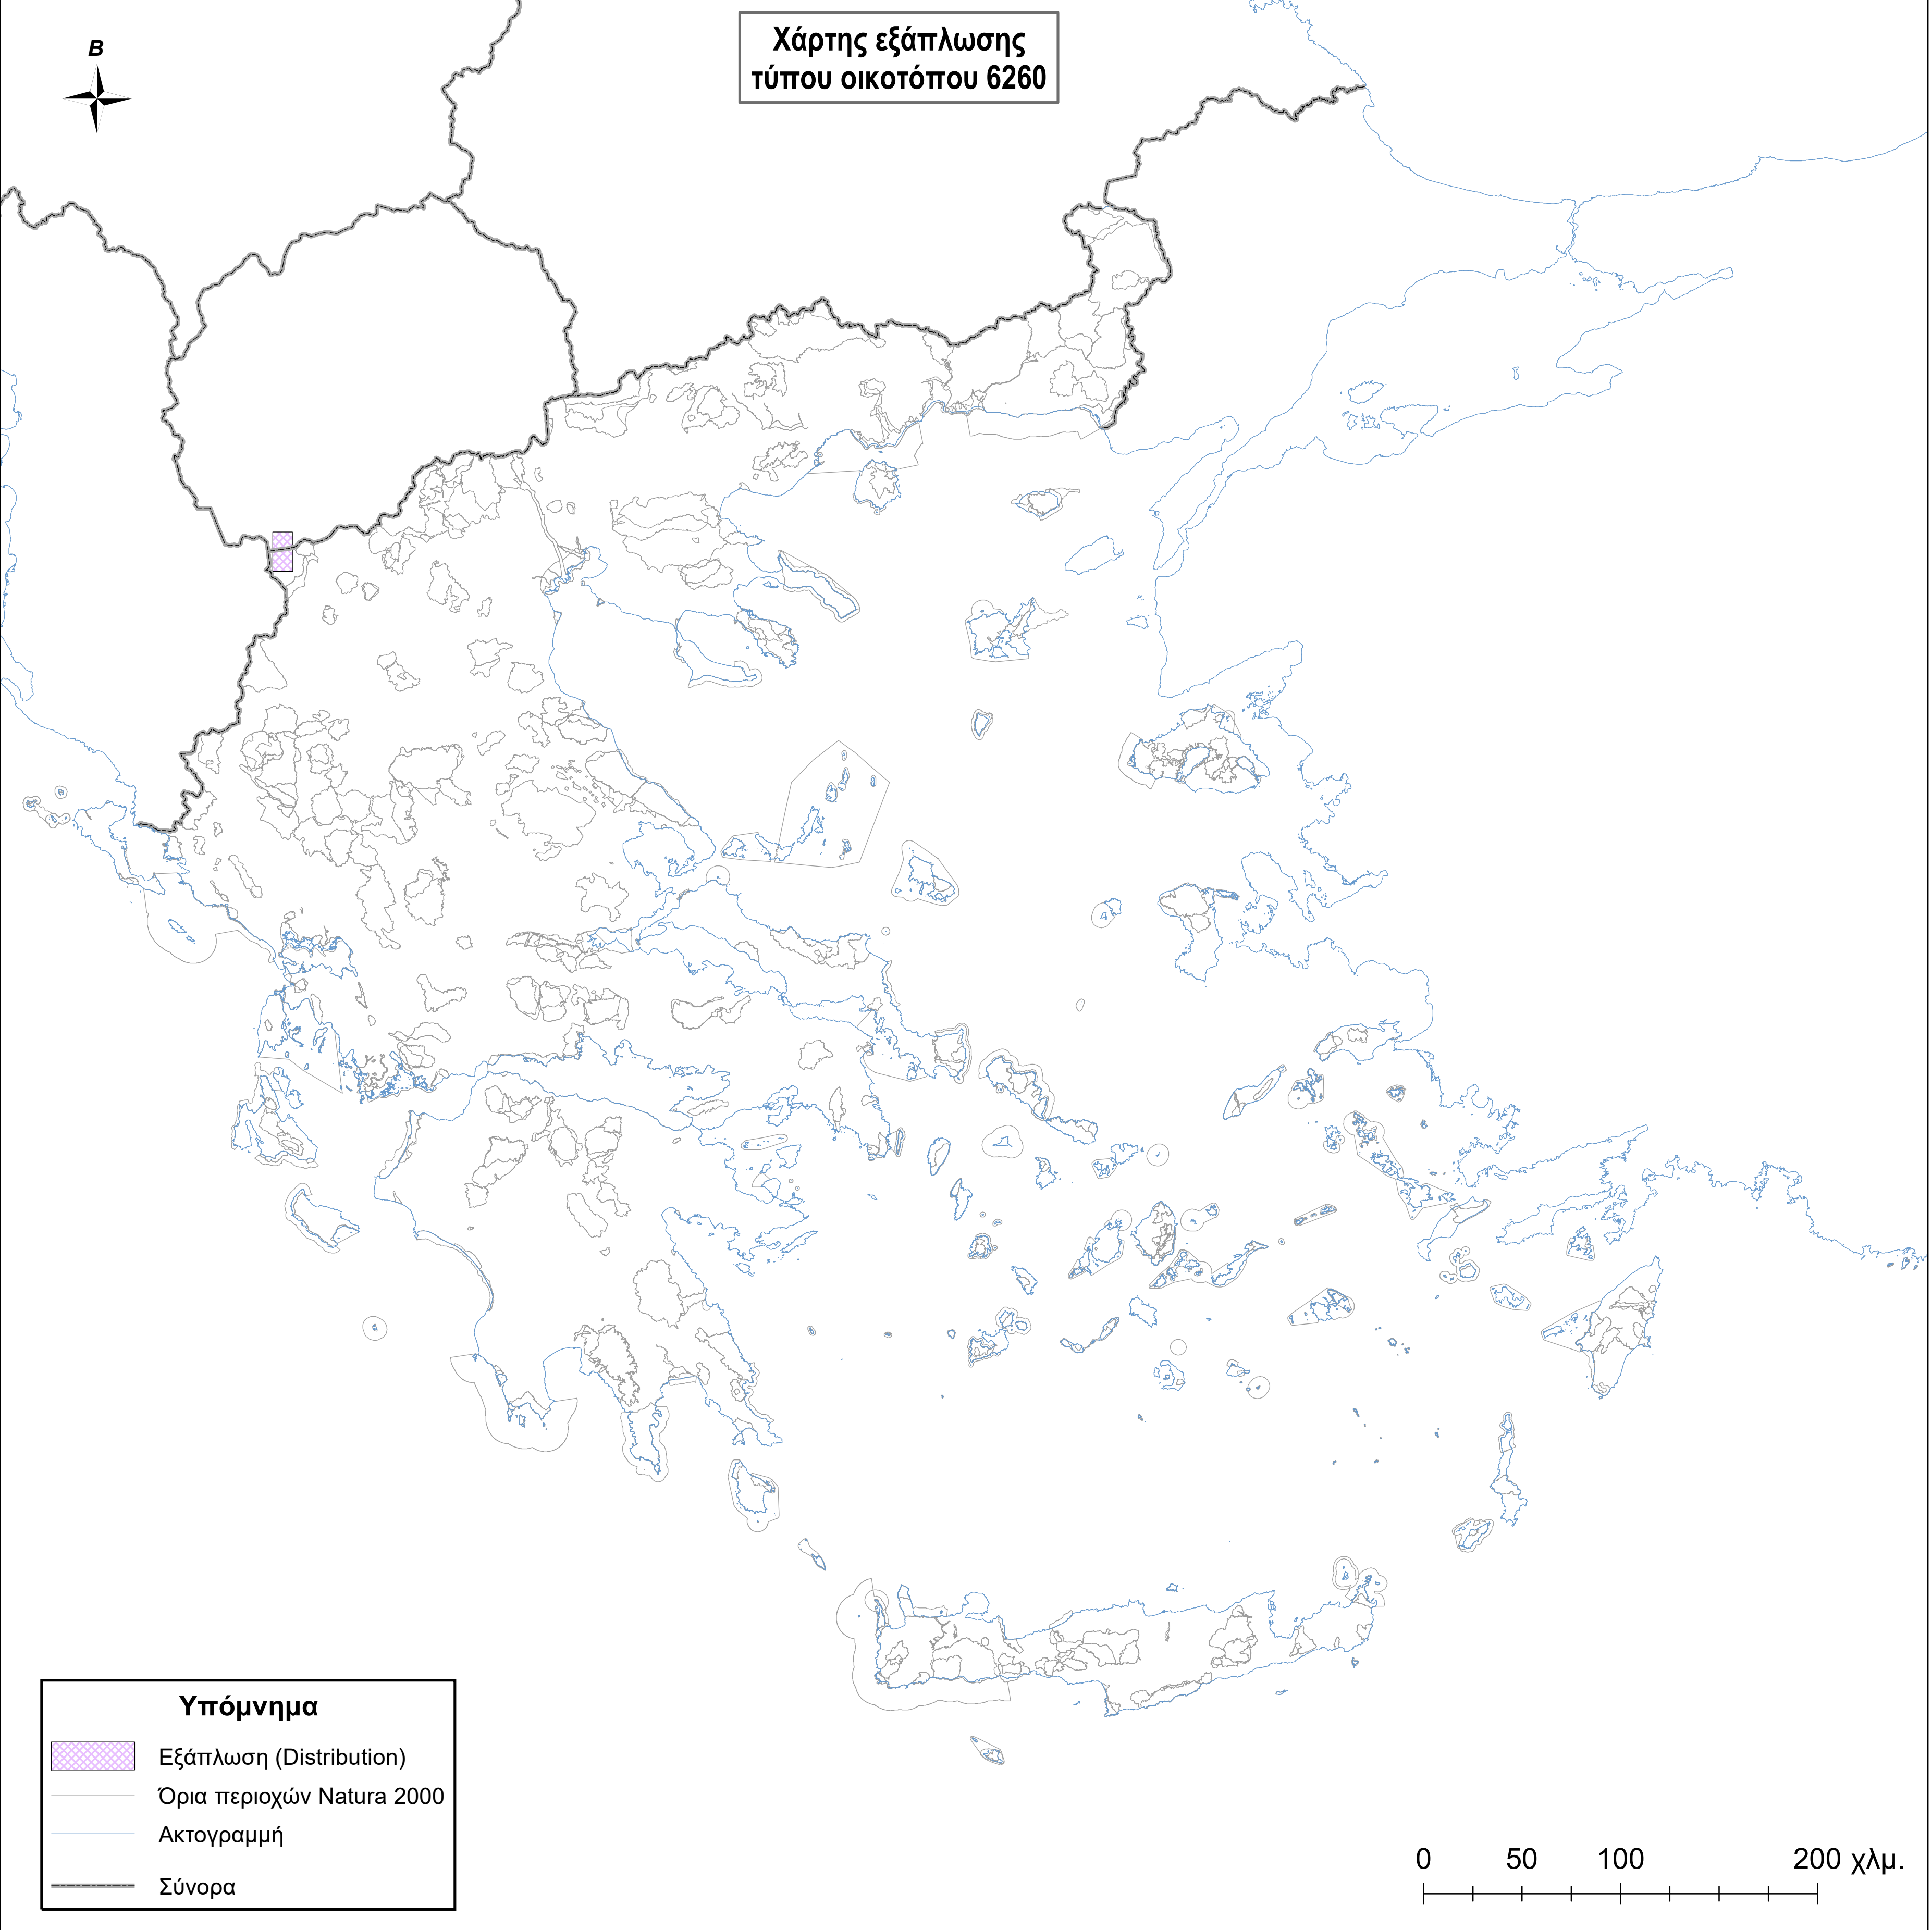 Β
Χάρτης εξάπλωσης
τύπου οικοτόπου 6260
Υπόμνημα
Εξάπλωση (Distribution)
Όρια περιοχών Natura 2000
Ακτογραμμή
Σύνορα
0 50 100 200 χλμ.